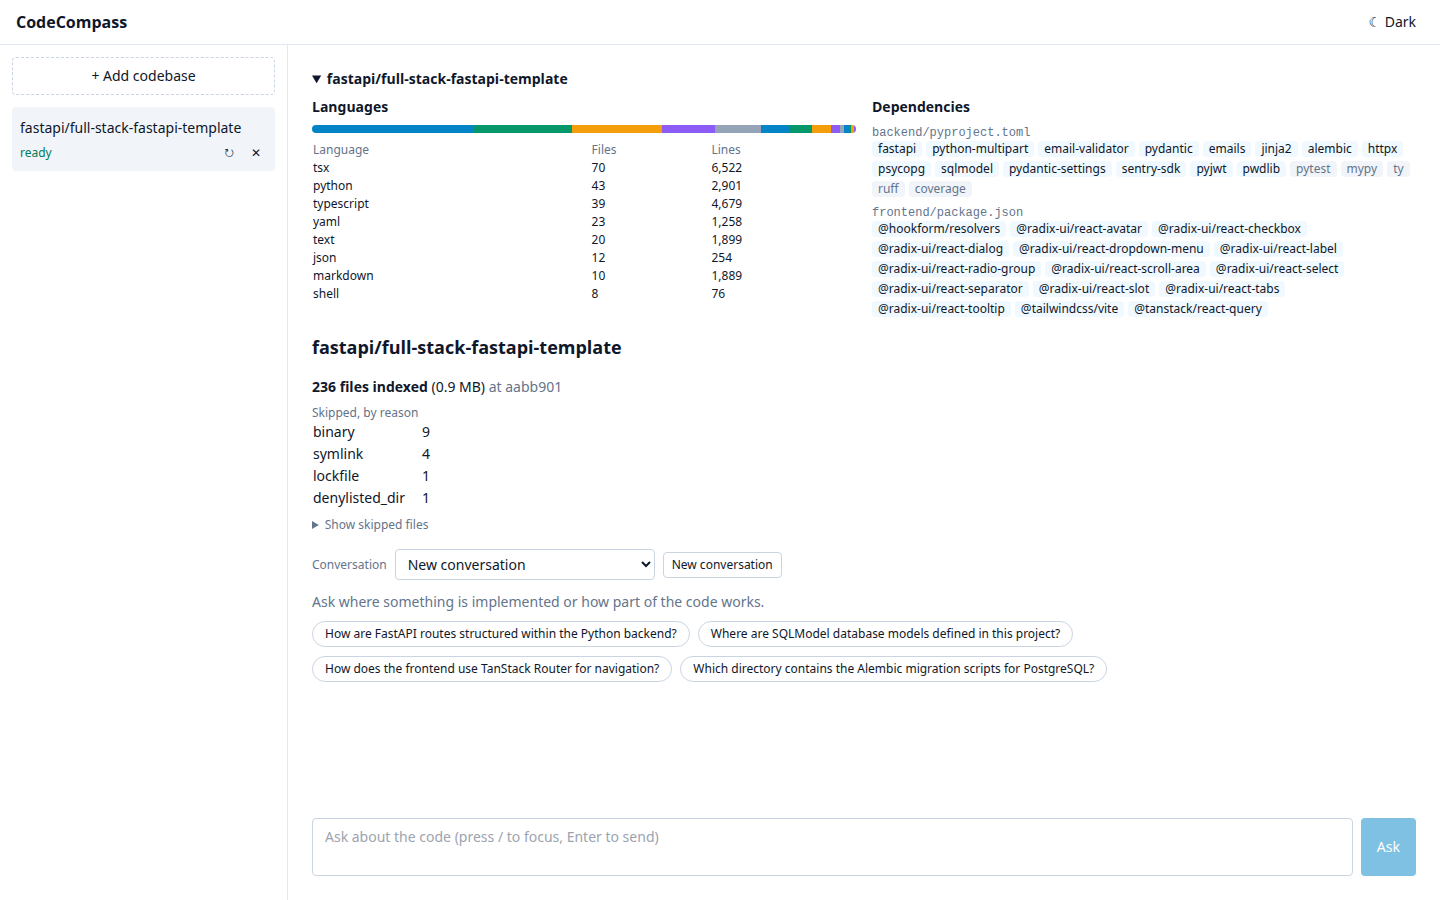 CodeCompass
☾ Dark
+ Add codebase
fastapi/full-stack-fastapi-template
ready ↻ ✕
▼ fastapi/full-stack-fastapi-template
Languages
Language Files Lines
tsx 70 6,522
python 43 2,901
typescript 39 4,679
yaml 23 1,258
text 20 1,899
json 12 254
markdown 10 1,889
shell 8 76
Dependencies
backend/pyproject.toml
fastapi python-multipart email-validator pydantic emails jinja2 alembic httpx
psycopg sqlmodel pydantic-settings sentry-sdk pyjwt pwdlib pytest mypy ty
ruff coverage
frontend/package.json
@hookform/resolvers @radix-ui/react-avatar @radix-ui/react-checkbox
@radix-ui/react-dialog @radix-ui/react-dropdown-menu @radix-ui/react-label
@radix-ui/react-radio-group @radix-ui/react-scroll-area @radix-ui/react-select
@radix-ui/react-separator @radix-ui/react-slot @radix-ui/react-tabs
@radix-ui/react-tooltip @tailwindcss/vite @tanstack/react-query
fastapi/full-stack-fastapi-template
236 files indexed (0.9 MB) at aabb901
Skipped, by reason
binary 9
symlink 4
lockfile 1
denylisted_dir 1
▶ Show skipped files
Conversation New conversation New conversation
Ask where something is implemented or how part of the code works.
How are FastAPI routes structured within the Python backend? Where are SQLModel database models defined in this project?
How does the frontend use TanStack Router for navigation? Which directory contains the Alembic migration scripts for PostgreSQL?
Ask about the code (press / to focus, Enter to send)
Ask